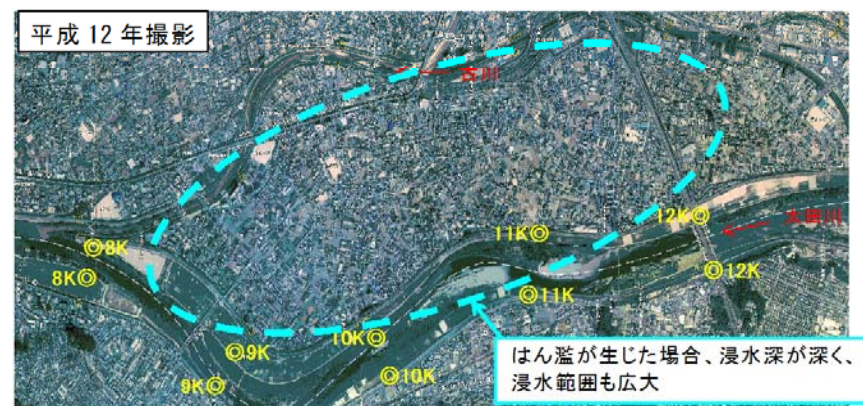 平成12年撮影
古川
太田川
12K◎
11K◎
◎12K
◎8K
8K◎
◎11K
10K◎
◎9K
◎10K
9K◎
はん濫が生じた場合、浸水深が深く、
浸水範囲も広大